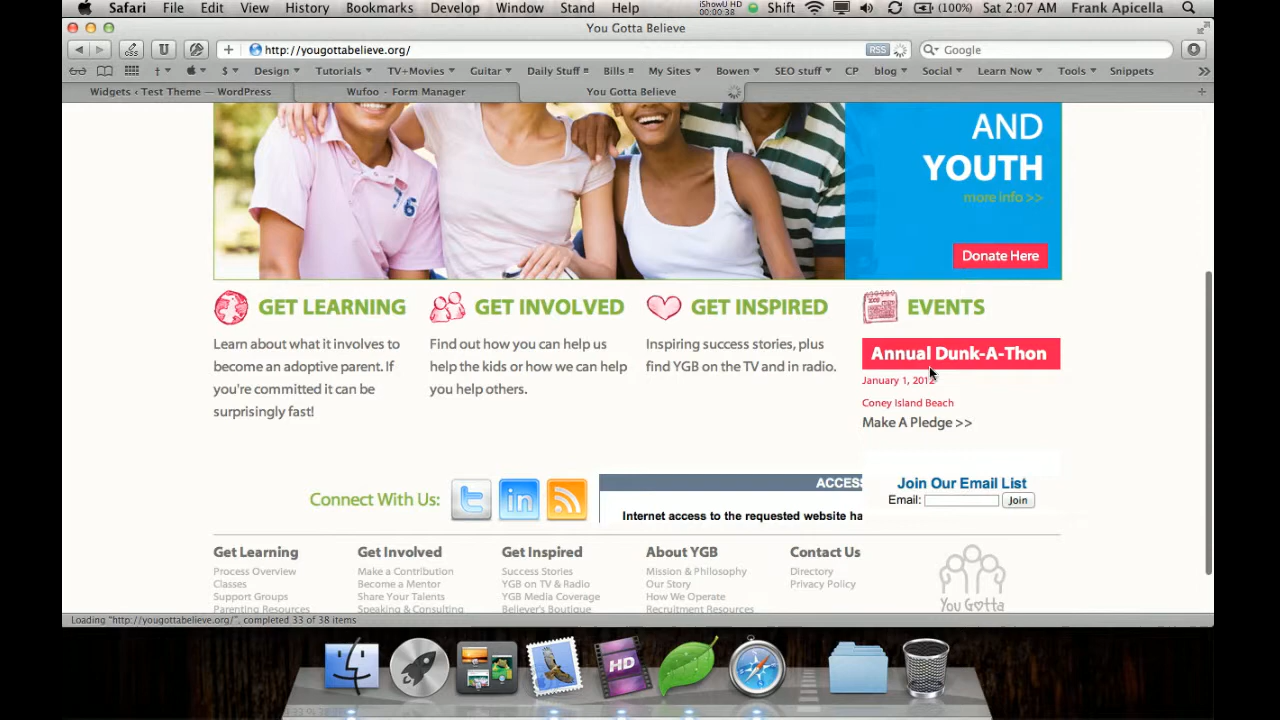 Safari File Edit View History Bookmarks Develop Window Stand Help iShowU HD 00:00:38 Shift (100%) Sat 2:07 AM Frank Apicella
You Gotta Believe
CSS http://yougottabelieve.org/ RSS Google
Design Tutorials TV+Movies Guitar Daily Stuff Bills My Sites Bowen SEO stuff CP blog Social Learn Now Tools Snippets
Widgets ‹ Test Theme — WordPress Wufoo - Form Manager You Gotta Believe
AND
YOUTH
more info >>
Donate Here
GET LEARNING
Learn about what it involves to
become an adoptive parent. If
you're committed it can be
surprisingly fast!
GET INVOLVED
Find out how you can help us
help the kids or how we can help
you help others.
GET INSPIRED
Inspiring success stories, plus
find YGB on the TV and in radio.
EVENTS
Annual Dunk-A-Thon
January 1, 2012
Coney Island Beach
Make A Pledge >>
Connect With Us:
ACCESS
Internet access to the requested website ha
Join Our Email List
Email: Join
Get Learning
Process Overview
Classes
Support Groups
Parenting Resources
Get Involved
Make a Contribution
Become a Mentor
Share Your Talents
Speaking & Consulting
Get Inspired
Success Stories
YGB on TV & Radio
YGB Media Coverage
Believer's Boutique
About YGB
Mission & Philosophy
Our Story
How We Operate
Recruitment Resources
Contact Us
Directory
Privacy Policy
You Gotta
Loading "http://yougottabelieve.org/", completed 33 of 38 items
HD